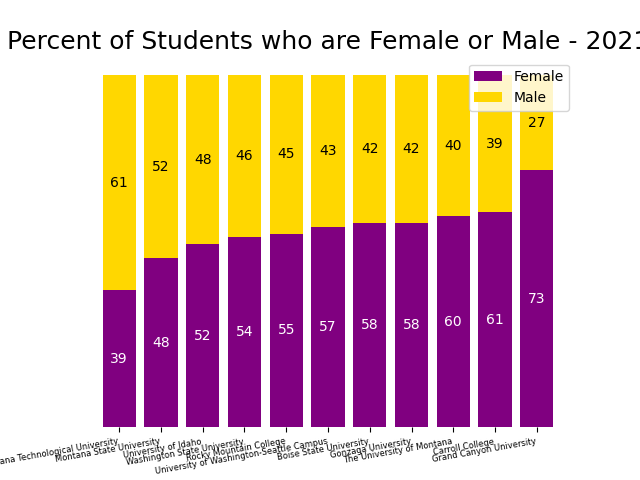 Percent of Students who are Female or Male - 2021
Female
Male
61
52
48
46
45
43
42
42
40
39
27
39
48
52
54
55
57
58
58
60
61
73
ana Technological University
Montana State University
University of Idaho
Washington State University
Rocky Mountain College
University of Washington-Seattle Campus
Boise State University
Gonzaga University
The University of Montana
Carroll College
Grand Canyon University